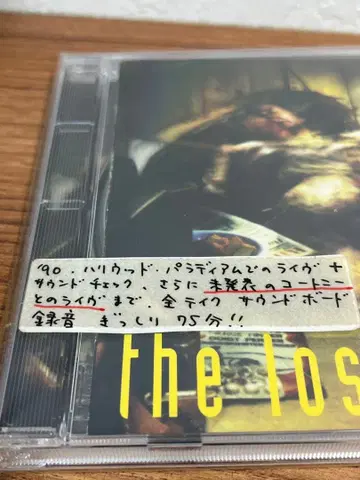 '90. ハリウッド. パラディアムでのライヴ +
サウンドチェック. さらに 未発表 の コートニー
とのライヴ まで. 全テイク サウンドボード
録音 ぎっしり 75分!!
the los